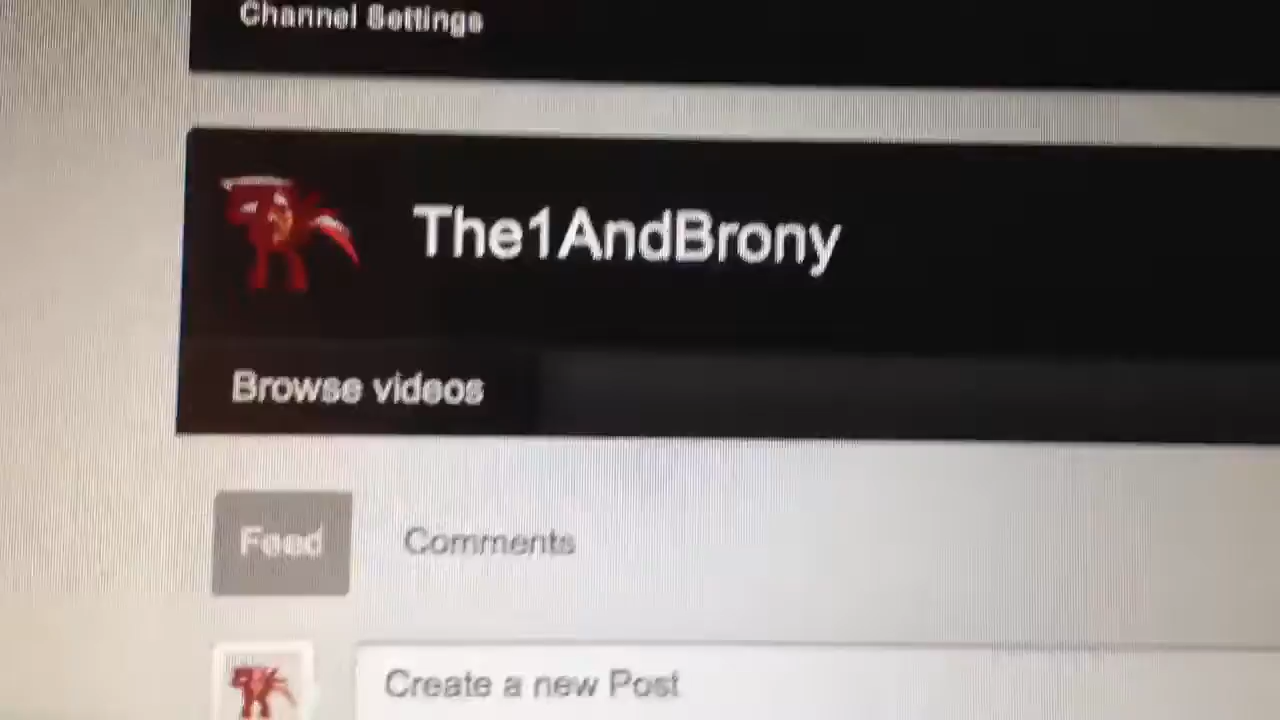 Channel Settings
The1AndBrony
Browse videos
Feed
Comments
Create a new Post